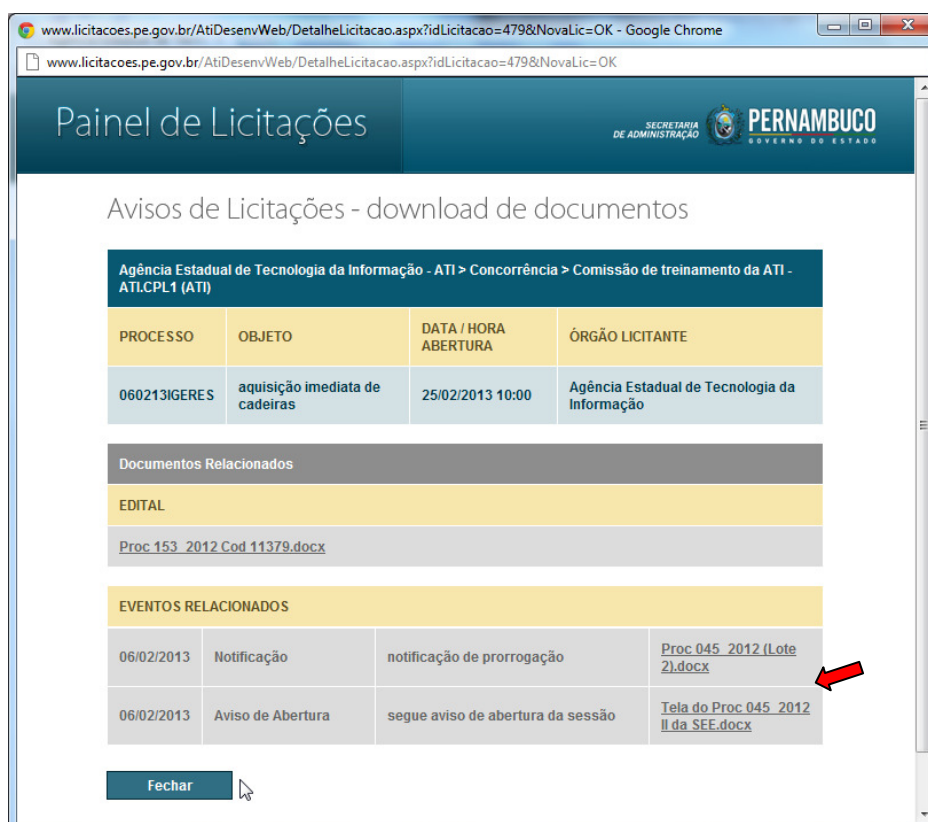 www.licitacoes.pe.gov.br/AtiDesenvWeb/DetalheLicitacao.aspx?idLicitacao=479&NovaLic=OK - Google Chrome
www.licitacoes.pe.gov.br/AtiDesenvWeb/DetalheLicitacao.aspx?idLicitacao=479&NovaLic=OK
Painel de Licitações
SECRETARIA
DE ADMINISTRAÇÃO
PERNAMBUCO
GOVERNO DO ESTADO
Avisos de Licitações - download de documentos
Agência Estadual de Tecnologia da Informação - ATI > Concorrência > Comissão de treinamento da ATI -
ATI.CPL1 (ATI)
PROCESSO OBJETO DATA / HORA
ABERTURA ÓRGÃO LICITANTE
060213IGERES aquisição imediata de
cadeiras 25/02/2013 10:00 Agência Estadual de Tecnologia da
Informação
Documentos Relacionados
EDITAL
Proc 153_2012 Cod 11379.docx
EVENTOS RELACIONADOS
06/02/2013 Notificação notificação de prorrogação Proc 045_2012 (Lote
2).docx
06/02/2013 Aviso de Abertura segue aviso de abertura da sessão Tela do Proc 045_2012
II da SEE.docx
Fechar